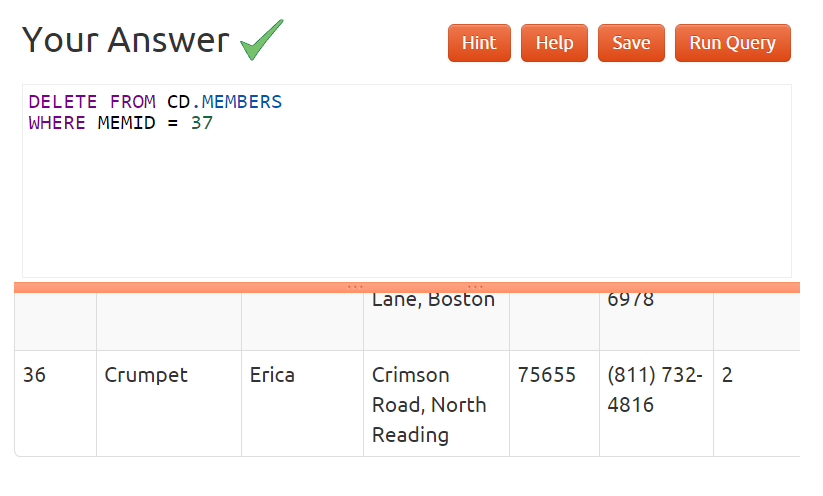 Your Answer
Hint Help Save Run Query
DELETE FROM CD.MEMBERS
WHERE MEMID = 37
Lane, Boston 6978
36 Crumpet Erica Crimson 75655 (811) 732- 2
Road, North 4816
Reading